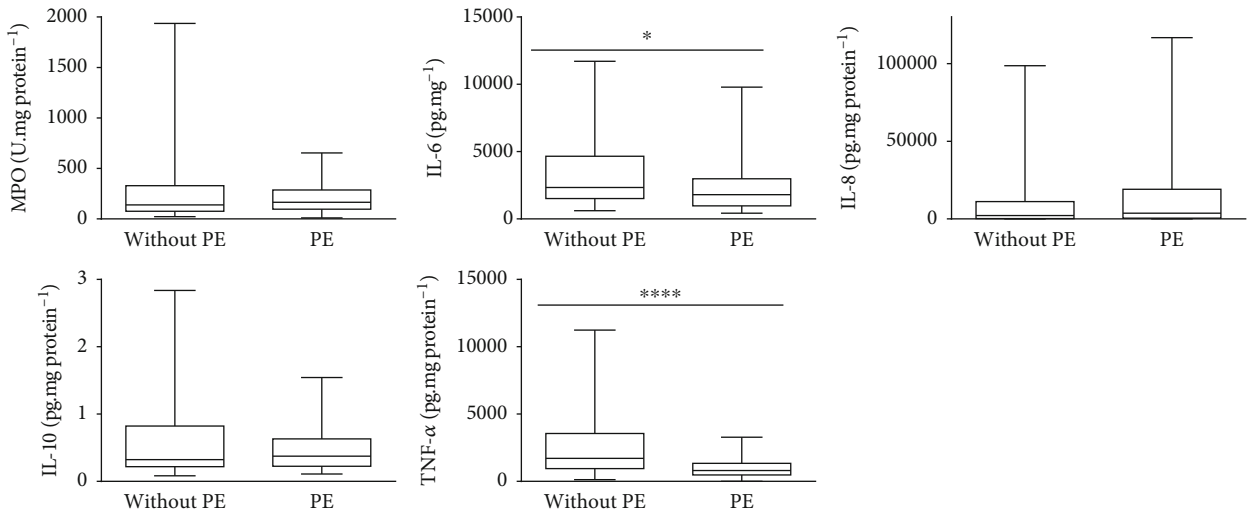 MPO (U.mg protein⁻¹)
2000
1500
1000
500
0
Without PE
PE
IL-6 (pg.mg⁻¹)
15000
10000
5000
0
*
Without PE
PE
IL-8 (pg.mg protein⁻¹)
100000
50000
0
Without PE
PE
IL-10 (pg.mg protein⁻¹)
3
2
1
0
Without PE
PE
TNF-α (pg.mg protein⁻¹)
15000
10000
5000
0
****
Without PE
PE